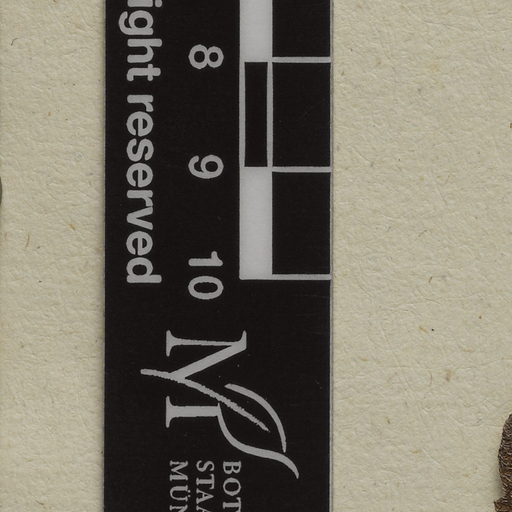 ight reserved
8
9
10
M
BOT
STAA
MÜN